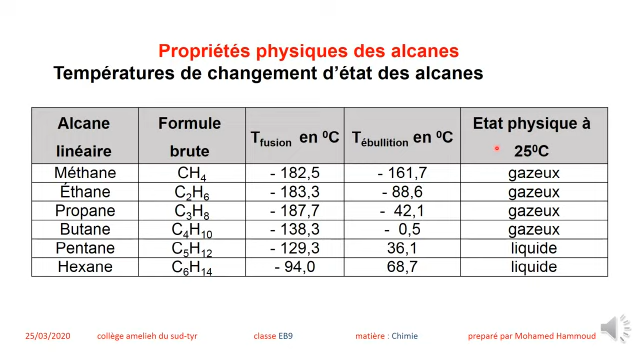 Propriétés physiques des alcanes
Températures de changement d'état des alcanes
Alcane linéaire Formule brute T fusion en ⁰C T ébullition en ⁰C Etat physique à 25⁰C
Méthane CH₄ - 182,5 - 161,7 gazeux
Éthane C₂H₆ - 183,3 - 88,6 gazeux
Propane C₃H₈ - 187,7 - 42,1 gazeux
Butane C₄H₁₀ - 138,3 - 0,5 gazeux
Pentane C₅H₁₂ - 129,3 36,1 liquide
Hexane C₆H₁₄ - 94,0 68,7 liquide
25/03/2020 collège amelieh du sud-tyr classe EB9 matière : Chimie preparé par Mohamed Hammoud